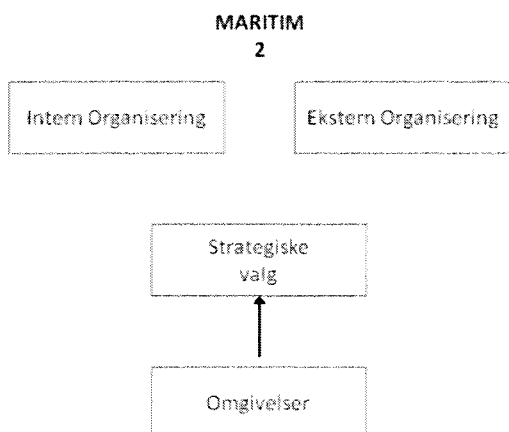 MARITIM
2
Intern Organisering
Ekstern Organisering
Strategiske
valg
Omgivelser